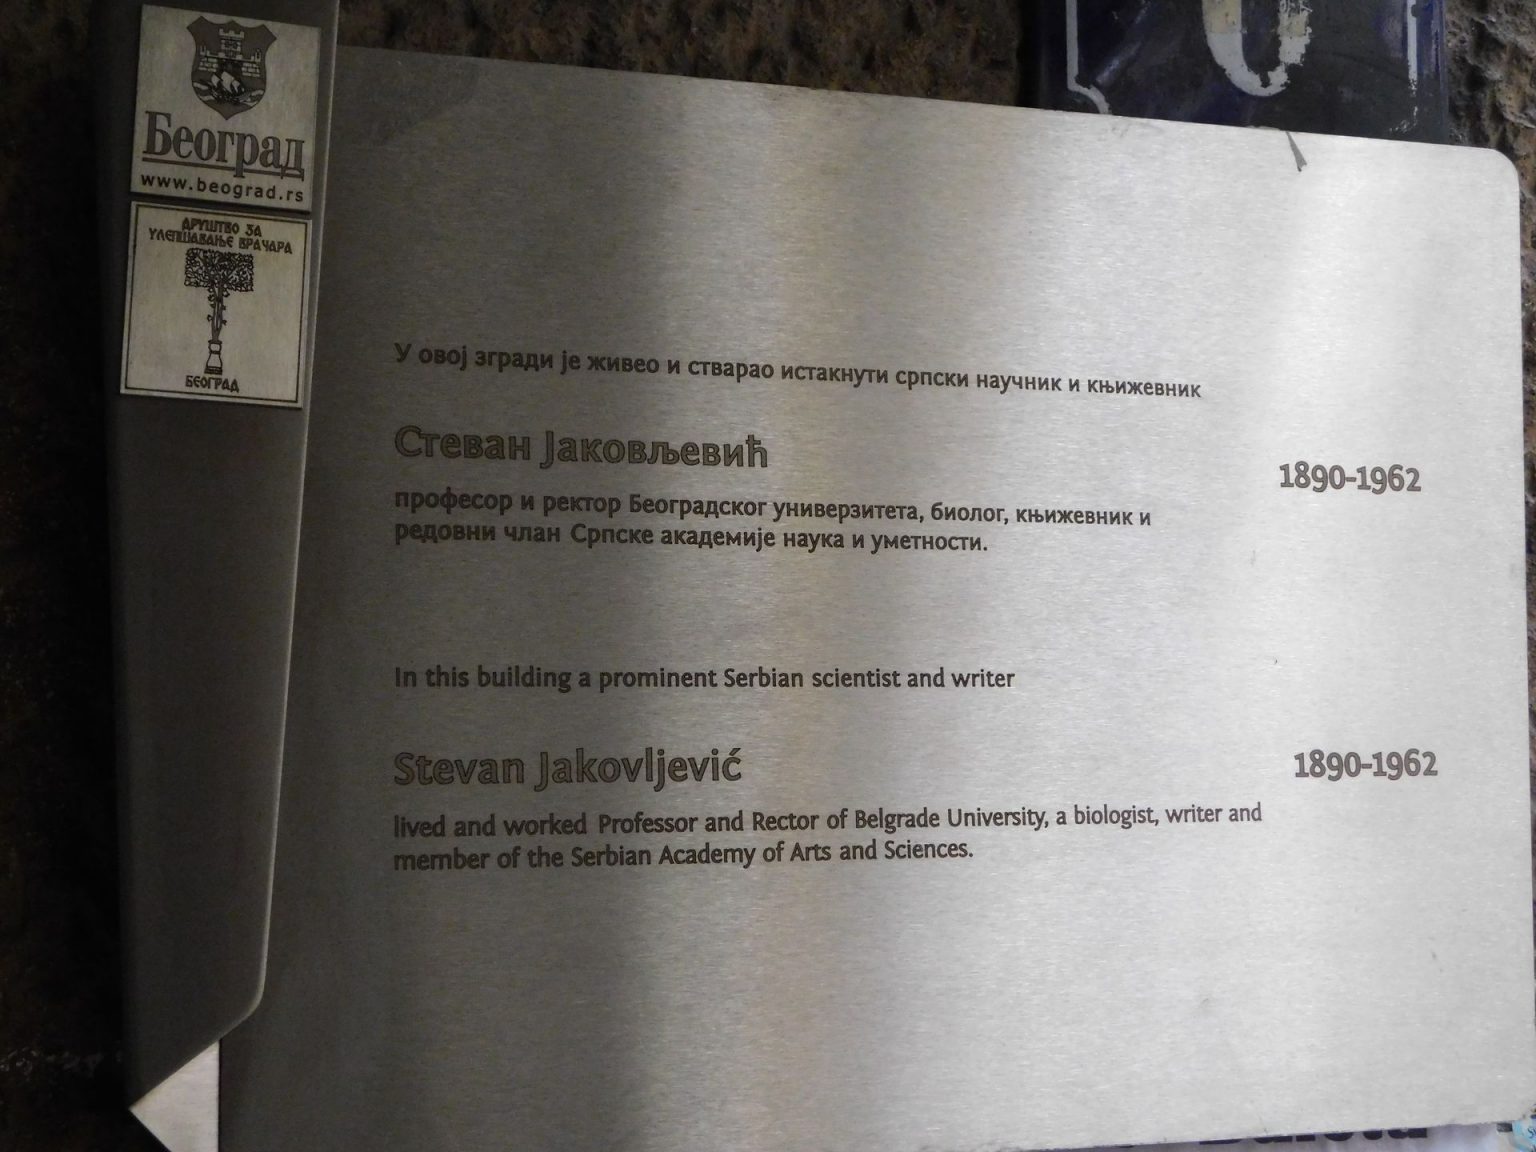 Београд
www.beograd.rs
ДРУШТВО ЗА
УЛЕПШАВАЊЕ ВРАЧАРА
БЕОГРАД
У овој згради је живео и стварао истакнути српски научник и књижевник
Стеван Јаковљевић
1890-1962
професор и ректор Београдског универзитета, биолог, књижевник и
редовни члан Српске академије наука и уметности.
In this building a prominent Serbian scientist and writer
Stevan Jakovljević
1890-1962
lived and worked Professor and Rector of Belgrade University, a biologist, writer and
member of the Serbian Academy of Arts and Sciences.